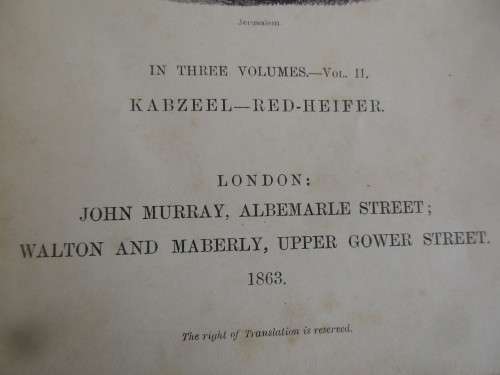 Jerusalem.
IN THREE VOLUMES.—VOL. II.
KABZEEL—RED-HEIFER.
LONDON:
JOHN MURRAY, ALBEMARLE STREET;
WALTON AND MABERLY, UPPER GOWER STREET.
1863.
The right of Translation is reserved.